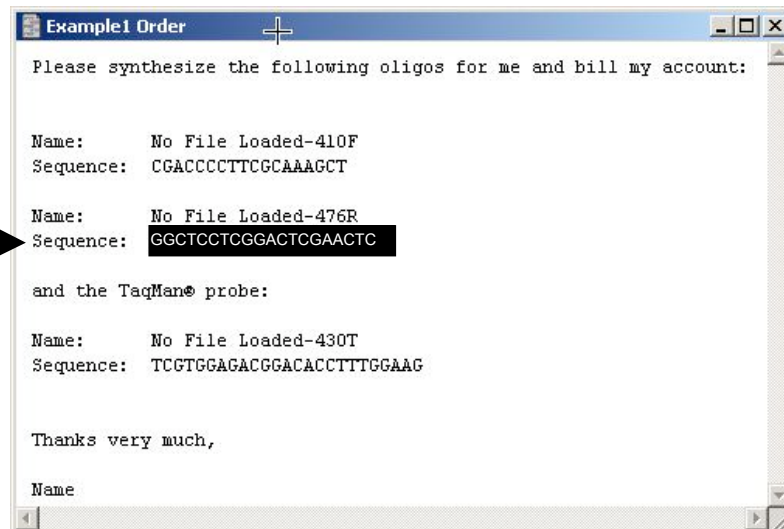 Example1 Order
Please synthesize the following oligos for me and bill my account:
Name: No File Loaded-410F
Sequence: CGACCCCTTCGCAAAGCT
Name: No File Loaded-476R
Sequence: GGCTCCTCGGACTCGAACTC
and the TaqMan® probe:
Name: No File Loaded-430T
Sequence: TCGTGGAGACGGACACCTTTGGAAG
Thanks very much,
Name